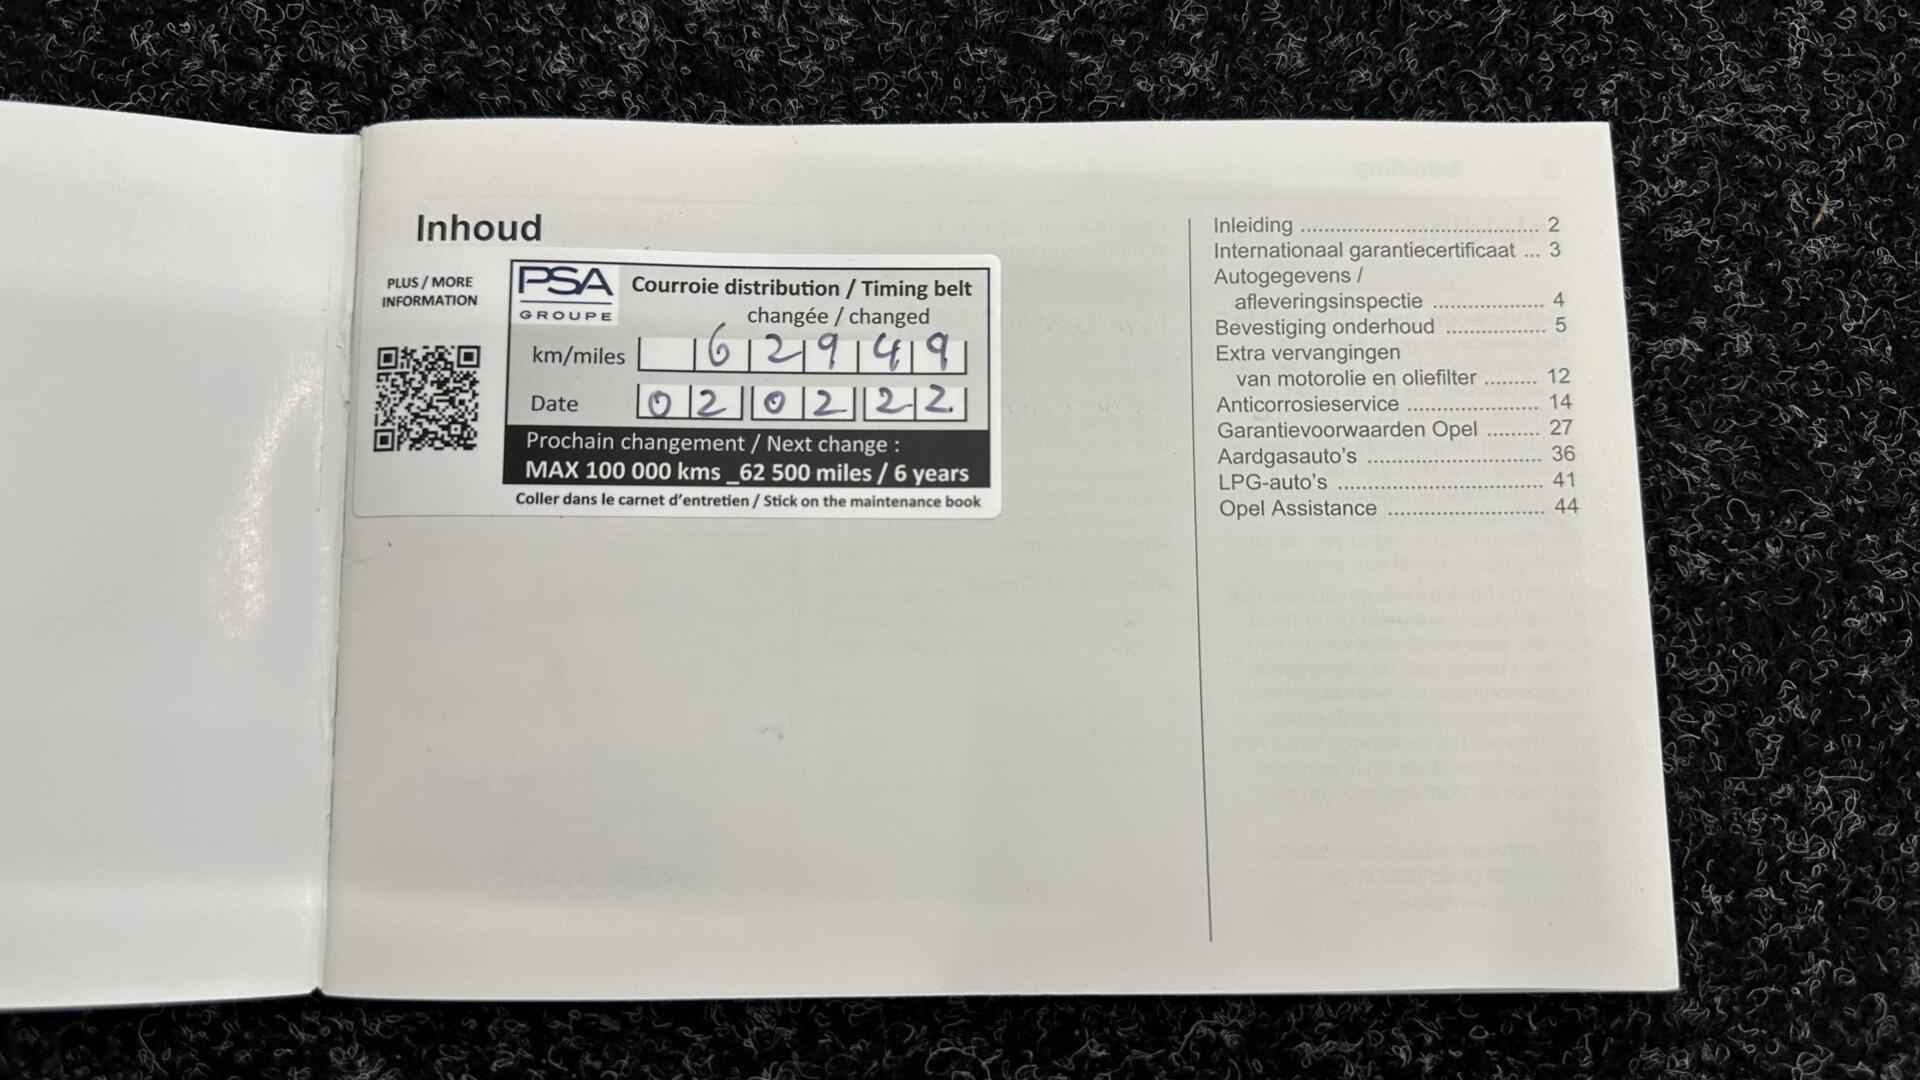 Inhoud
PLUS / MORE
INFORMATION
PSA
GROUPE
Courroie distribution / Timing belt
changée / changed
km/miles 62949
Date 02 02 22
Prochain changement / Next change :
MAX 100 000 kms _62 500 miles / 6 years
Coller dans le carnet d'entretien / Stick on the maintenance book
Inleiding ....................................... 2
Internationaal garantiecertificaat ... 3
Autogegevens /
afleveringsinspectie ................... 4
Bevestiging onderhoud ................. 5
Extra vervangingen
van motorolie en oliefilter ......... 12
Anticorrosieservice ...................... 14
Garantievoorwaarden Opel ......... 27
Aardgasauto's ............................. 36
LPG-auto's .................................. 41
Opel Assistance .......................... 44